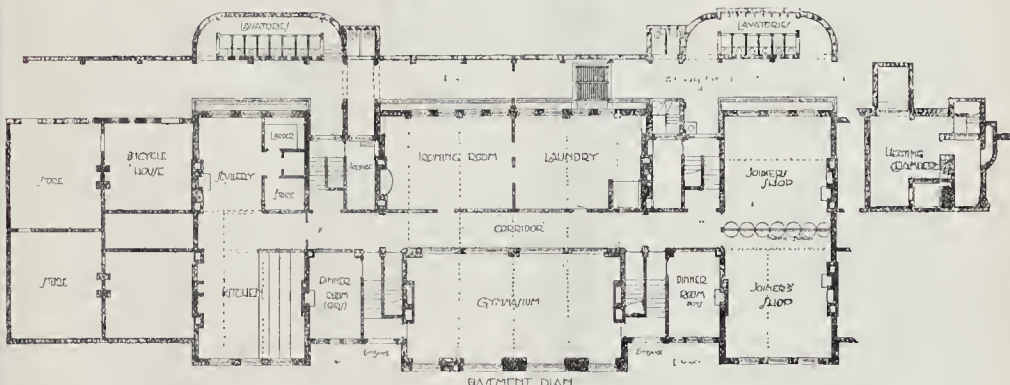 LAVATORIES
LAVATORIES
STORE
BICYCLE
HOUSE
SCULLERY
LARDER
STORE
IRONING ROOM
LAUNDRY
JOINERS
SHOP
HEATING
CHAMBER
CORRIDOR
STORE
KITCHEN
DINNER
ROOM
(GIRLS)
GYMNASIUM
DINNER
ROOM
BOYS
JOINERS
SHOP
ENTRANCE
ENTRANCE
BASEMENT PLAN